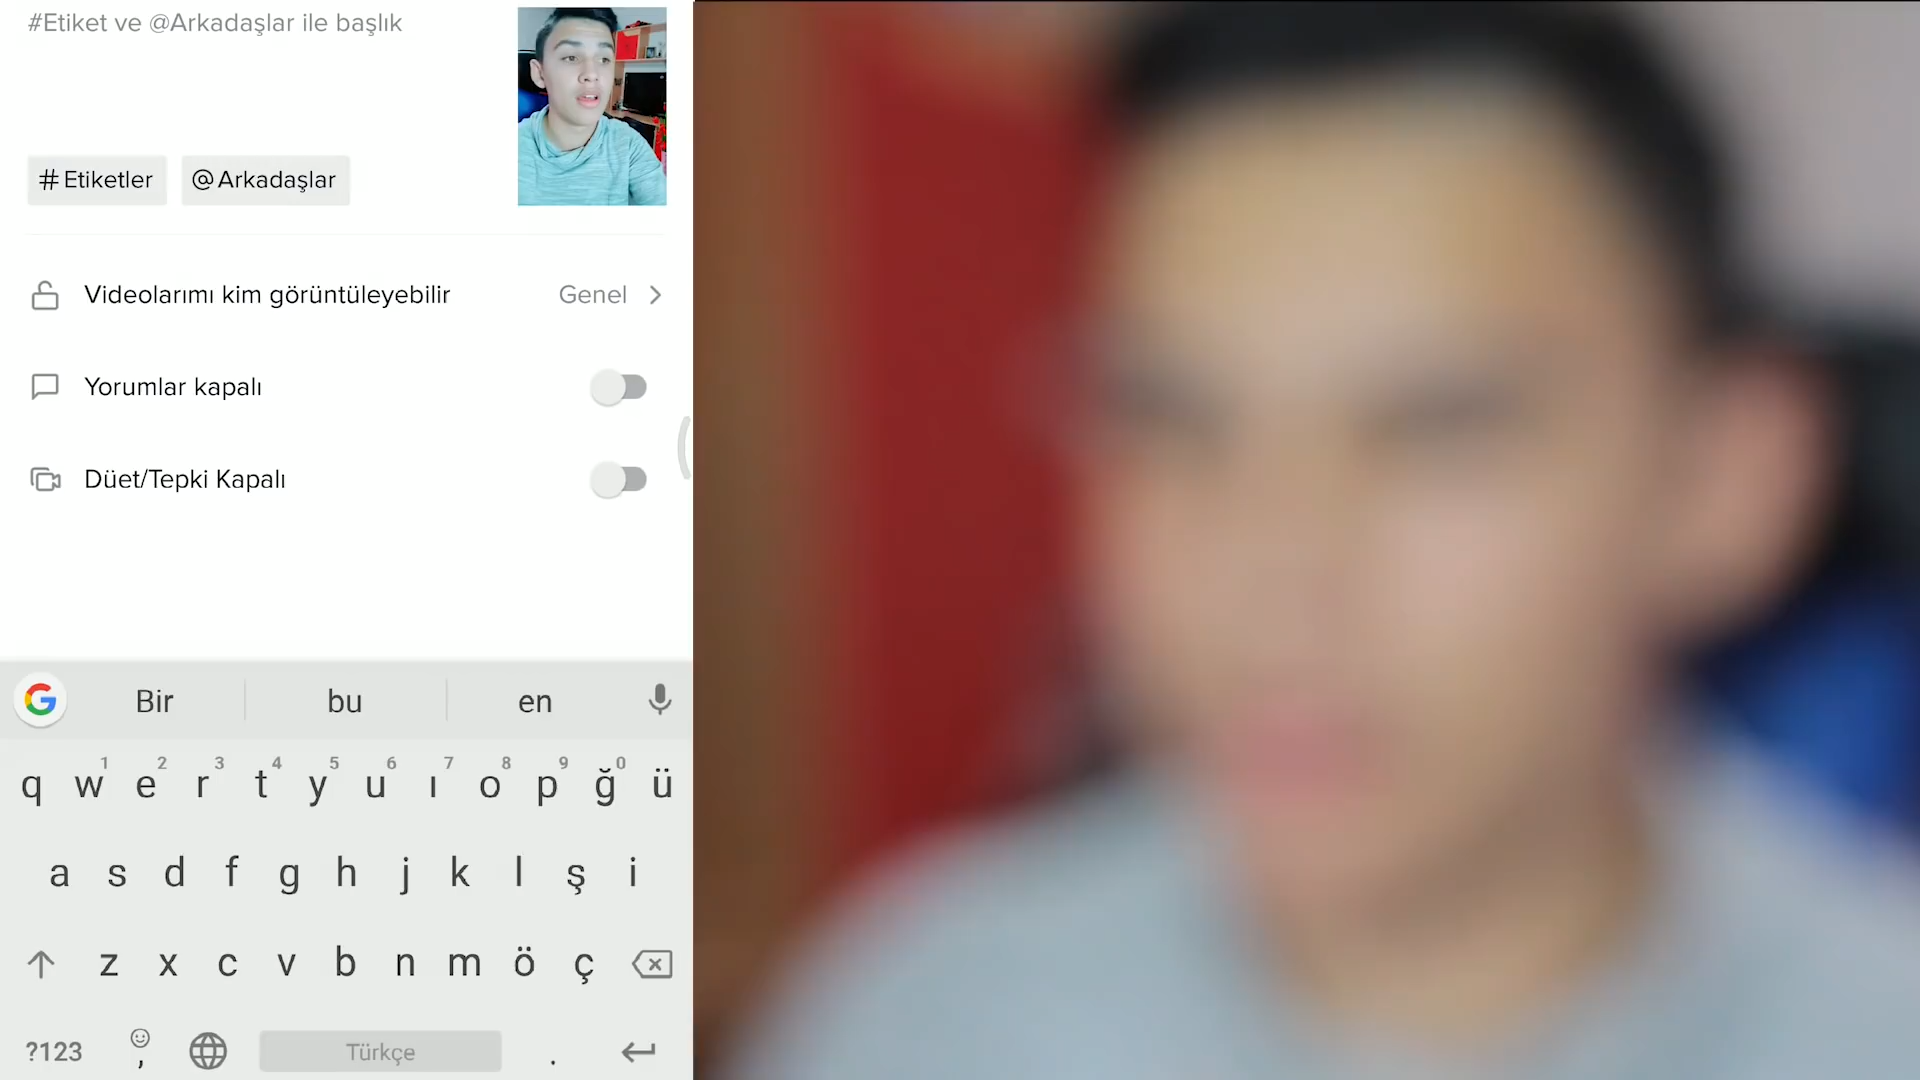 #Etiket ve @Arkadaşlar ile başlık
# Etiketler @Arkadaşlar
Videolarımı kim görüntüleyebilir Genel
Yorumlar kapalı
Düet/Tepki Kapalı
Bir bu en
1 2 3 4 5 6 7 8 9 0
q w e r t y u ı o p ğ ü
a s d f g h j k l ş i
z x c v b n m ö ç
?123 , Türkçe .